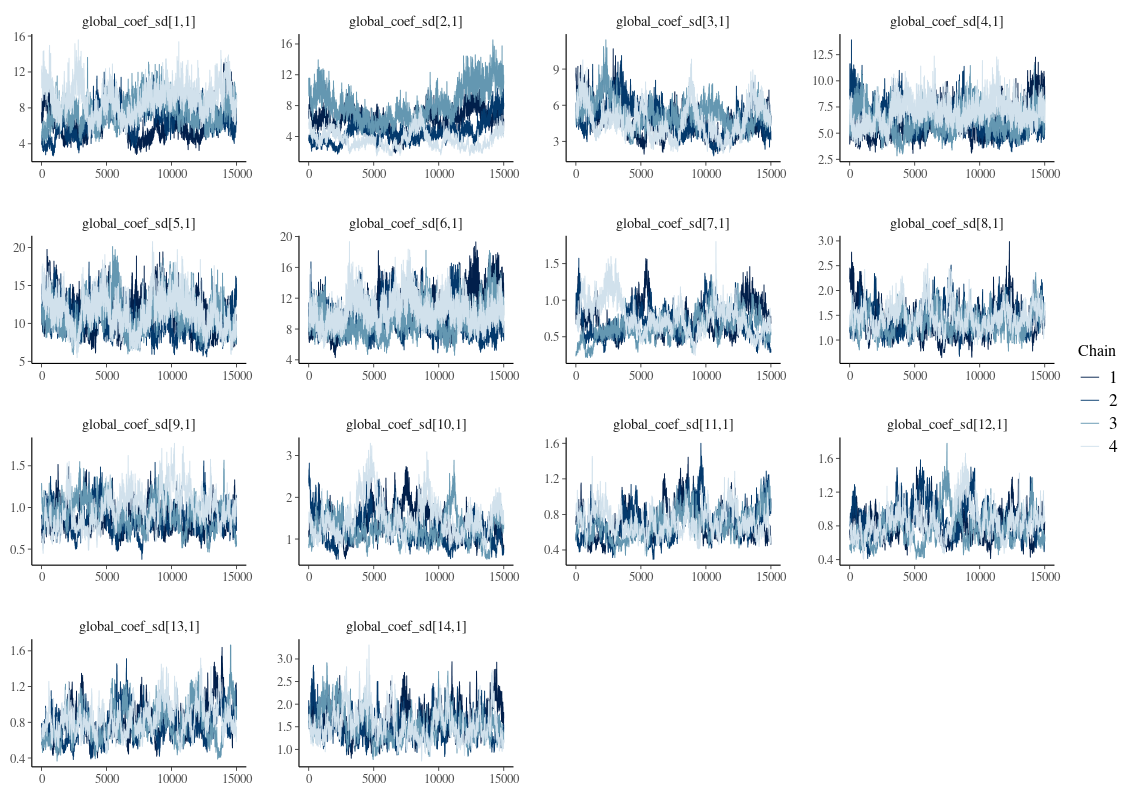 global_coef_sd[1,1]
global_coef_sd[2,1]
global_coef_sd[3,1]
global_coef_sd[4,1]
16
12
8
4
0 5000 10000 15000
16
12
8
4
0 5000 10000 15000
9
6
3
0 5000 10000 15000
12.5
10.0
7.5
5.0
2.5
0 5000 10000 15000
global_coef_sd[5,1]
global_coef_sd[6,1]
global_coef_sd[7,1]
global_coef_sd[8,1]
20
15
10
5
0 5000 10000 15000
20
16
12
8
4
0 5000 10000 15000
1.5
1.0
0.5
0 5000 10000 15000
3.0
2.5
2.0
1.5
1.0
0 5000 10000 15000
Chain
1
2
3
4
global_coef_sd[9,1]
global_coef_sd[10,1]
global_coef_sd[11,1]
global_coef_sd[12,1]
1.5
1.0
0.5
0 5000 10000 15000
3
2
1
0 5000 10000 15000
1.6
1.2
0.8
0.4
0 5000 10000 15000
1.6
1.2
0.8
0.4
0 5000 10000 15000
global_coef_sd[13,1]
global_coef_sd[14,1]
1.6
1.2
0.8
0.4
0 5000 10000 15000
3.0
2.5
2.0
1.5
1.0
0 5000 10000 15000